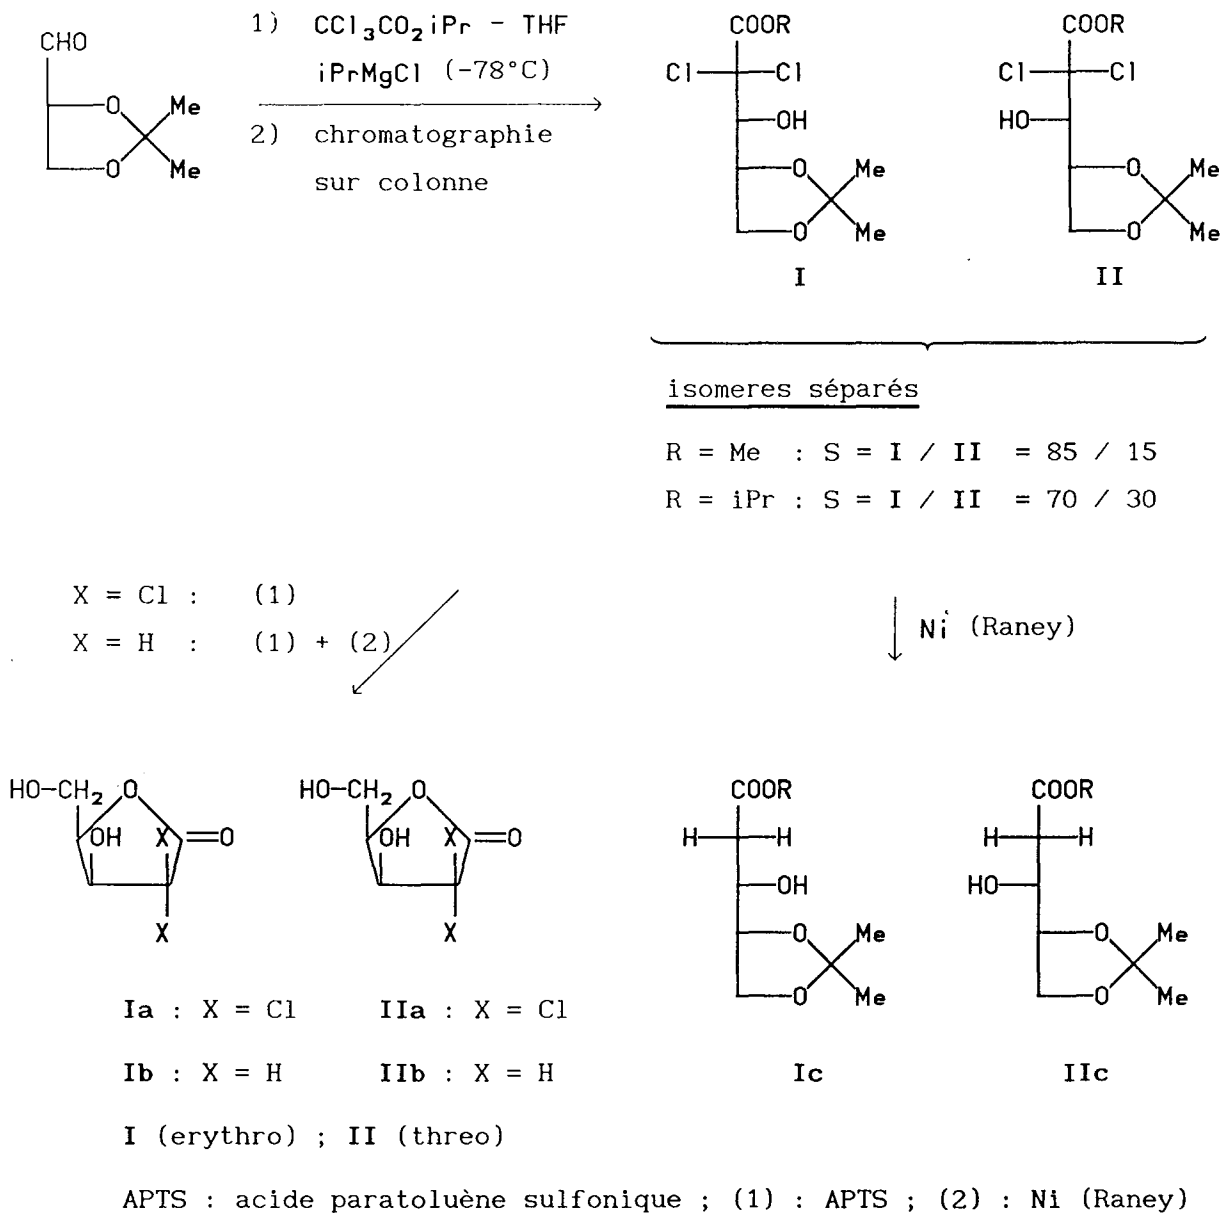 1) CCl₃CO₂iPr - THF
iPrMgCl (-78°C)
2) chromatographie
sur colonne
CHO
O
Me
O
Me
COOR
Cl Cl
OH
O
Me
O
Me
I
COOR
Cl Cl
HO
O
Me
O
Me
II
isomeres séparés
R = Me : S = I / II = 85 / 15
R = iPr : S = I / II = 70 / 30
X = Cl : (1)
X = H : (1) + (2)
Ni (Raney)
HO-CH₂ O
OH X =O
X
HO-CH₂ O
OH X =O
X
COOR
H H
OH
O
Me
O
Me
COOR
H H
HO
O
Me
O
Me
Ia : X = Cl IIa : X = Cl
Ib : X = H IIb : X = H Ic IIc
I (erythro) ; II (threo)
APTS : acide paratoluène sulfonique ; (1) : APTS ; (2) : Ni (Raney)